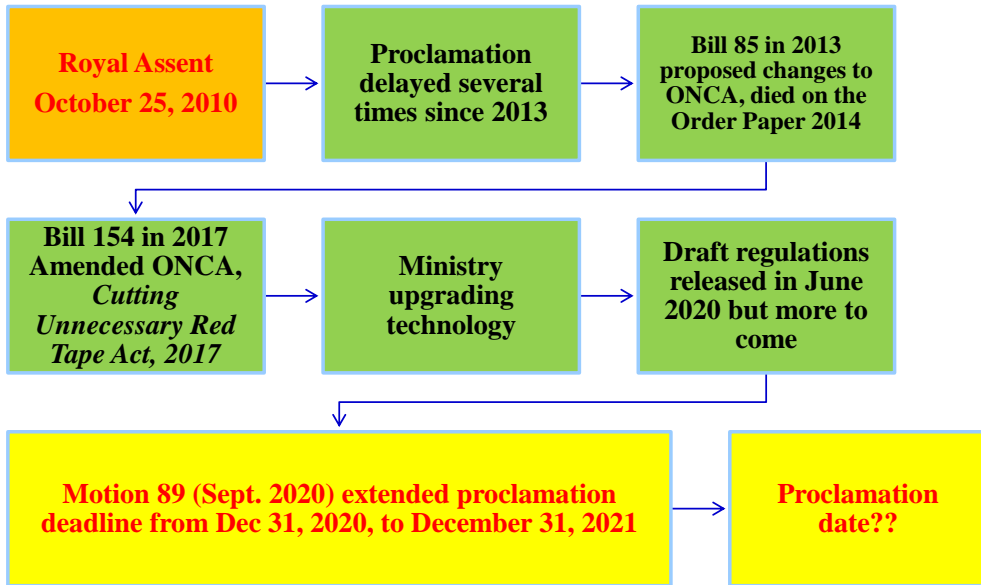 Royal Assent
October 25, 2010
Proclamation
delayed several
times since 2013
Bill 85 in 2013
proposed changes to
ONCA, died on the
Order Paper 2014
Bill 154 in 2017
Amended ONCA,
Cutting
Unnecessary Red
Tape Act, 2017
Ministry
upgrading
technology
Draft regulations
released in June
2020 but more to
come
Motion 89 (Sept. 2020) extended proclamation
deadline from Dec 31, 2020, to December 31, 2021
Proclamation
date??